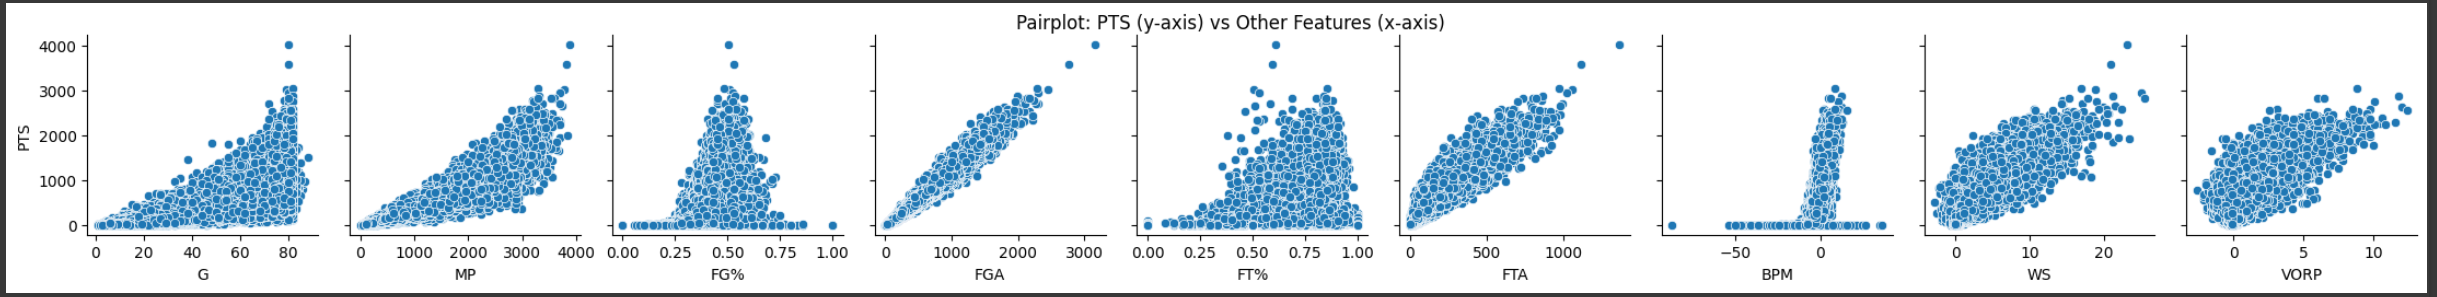 Pairplot: PTS (y-axis) vs Other Features (x-axis)
4000
3000
2000
1000
0
PTS
0 20 40 60 80
G
0 1000 2000 3000 4000
MP
0.00 0.25 0.50 0.75 1.00
FG%
0 1000 2000 3000
FGA
0.00 0.25 0.50 0.75 1.00
FT%
0 500 1000
FTA
−50 0
BPM
0 10 20
WS
0 5 10
VORP